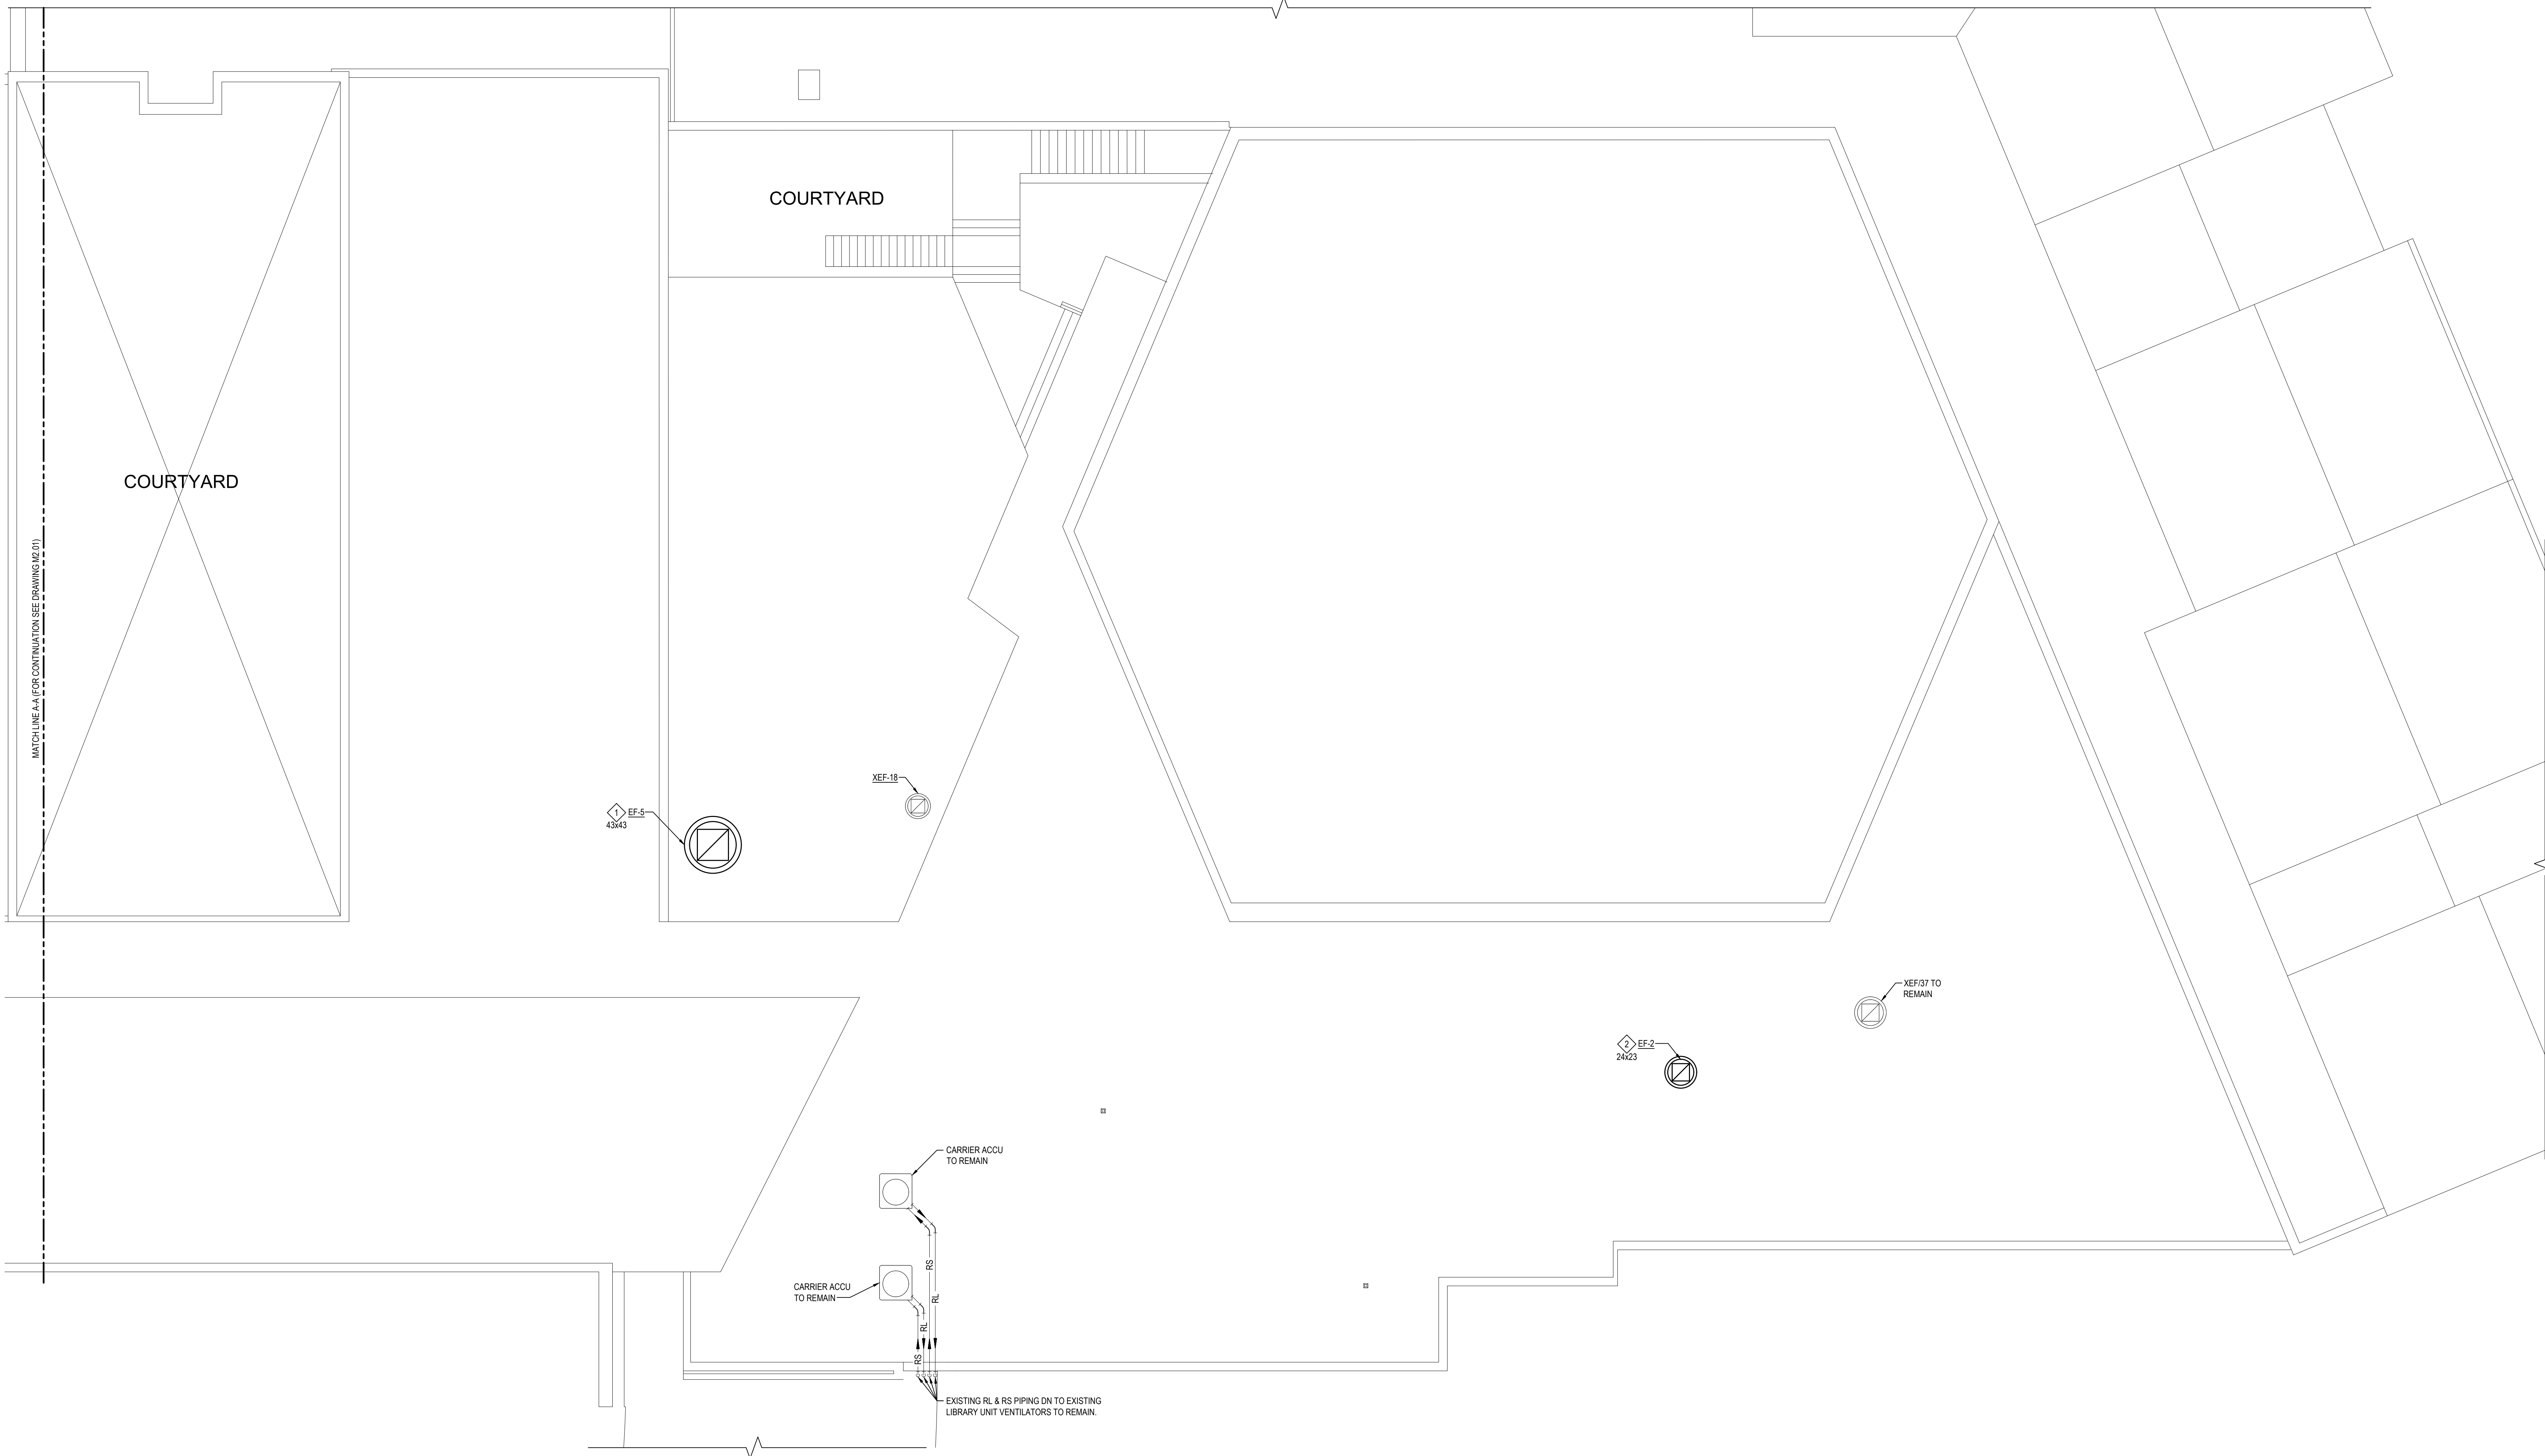 COURTYARD
COURTYARD
MATCH LINE A-A (FOR CONTINUATION SEE DRAWING M2.01)
XEF-18
1 EF-5
43x43
XEF/37 TO
REMAIN
2 EF-2
24x23
CARRIER ACCU
TO REMAIN
RS
RL
CARRIER ACCU
TO REMAIN
RL
RS
EXISTING RL & RS PIPING DN TO EXISTING
LIBRARY UNIT VENTILATORS TO REMAIN.